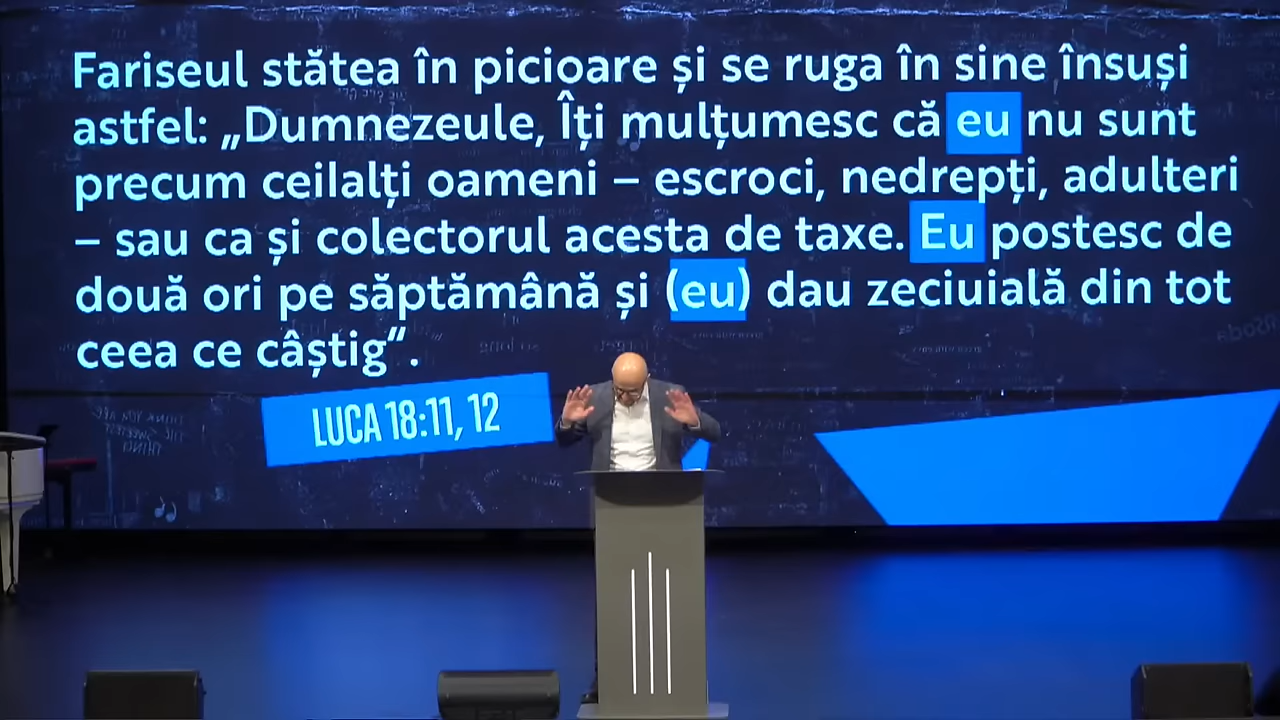 Fariseul stătea în picioare și se ruga în sine însuși
astfel: „Dumnezeule, Îți mulțumesc că eu nu sunt
precum ceilalți oameni – escroci, nedrepți, adulteri
– sau ca și colectorul acesta de taxe. Eu postesc de
două ori pe săptămână și (eu) dau zeciuială din tot
ceea ce câștig”.
LUCA 18:11, 12